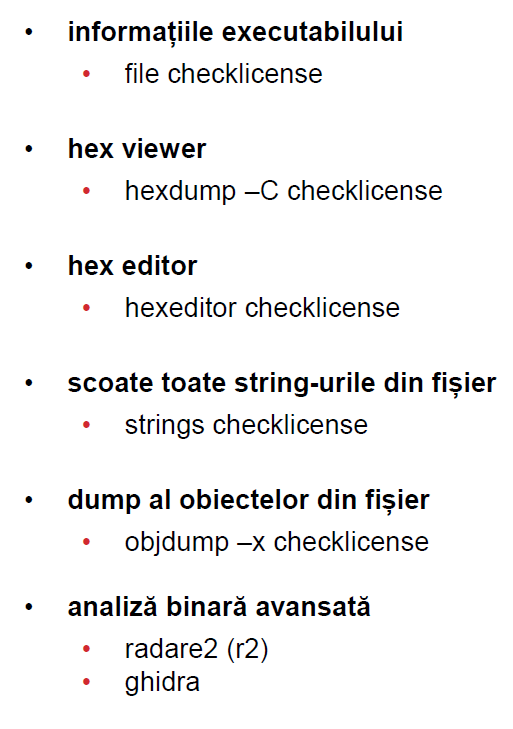 • informațiile executabilului
• file checklicense
• hex viewer
• hexdump –C checklicense
• hex editor
• hexeditor checklicense
• scoate toate string-urile din fișier
• strings checklicense
• dump al obiectelor din fișier
• objdump –x checklicense
• analiză binară avansată
• radare2 (r2)
• ghidra